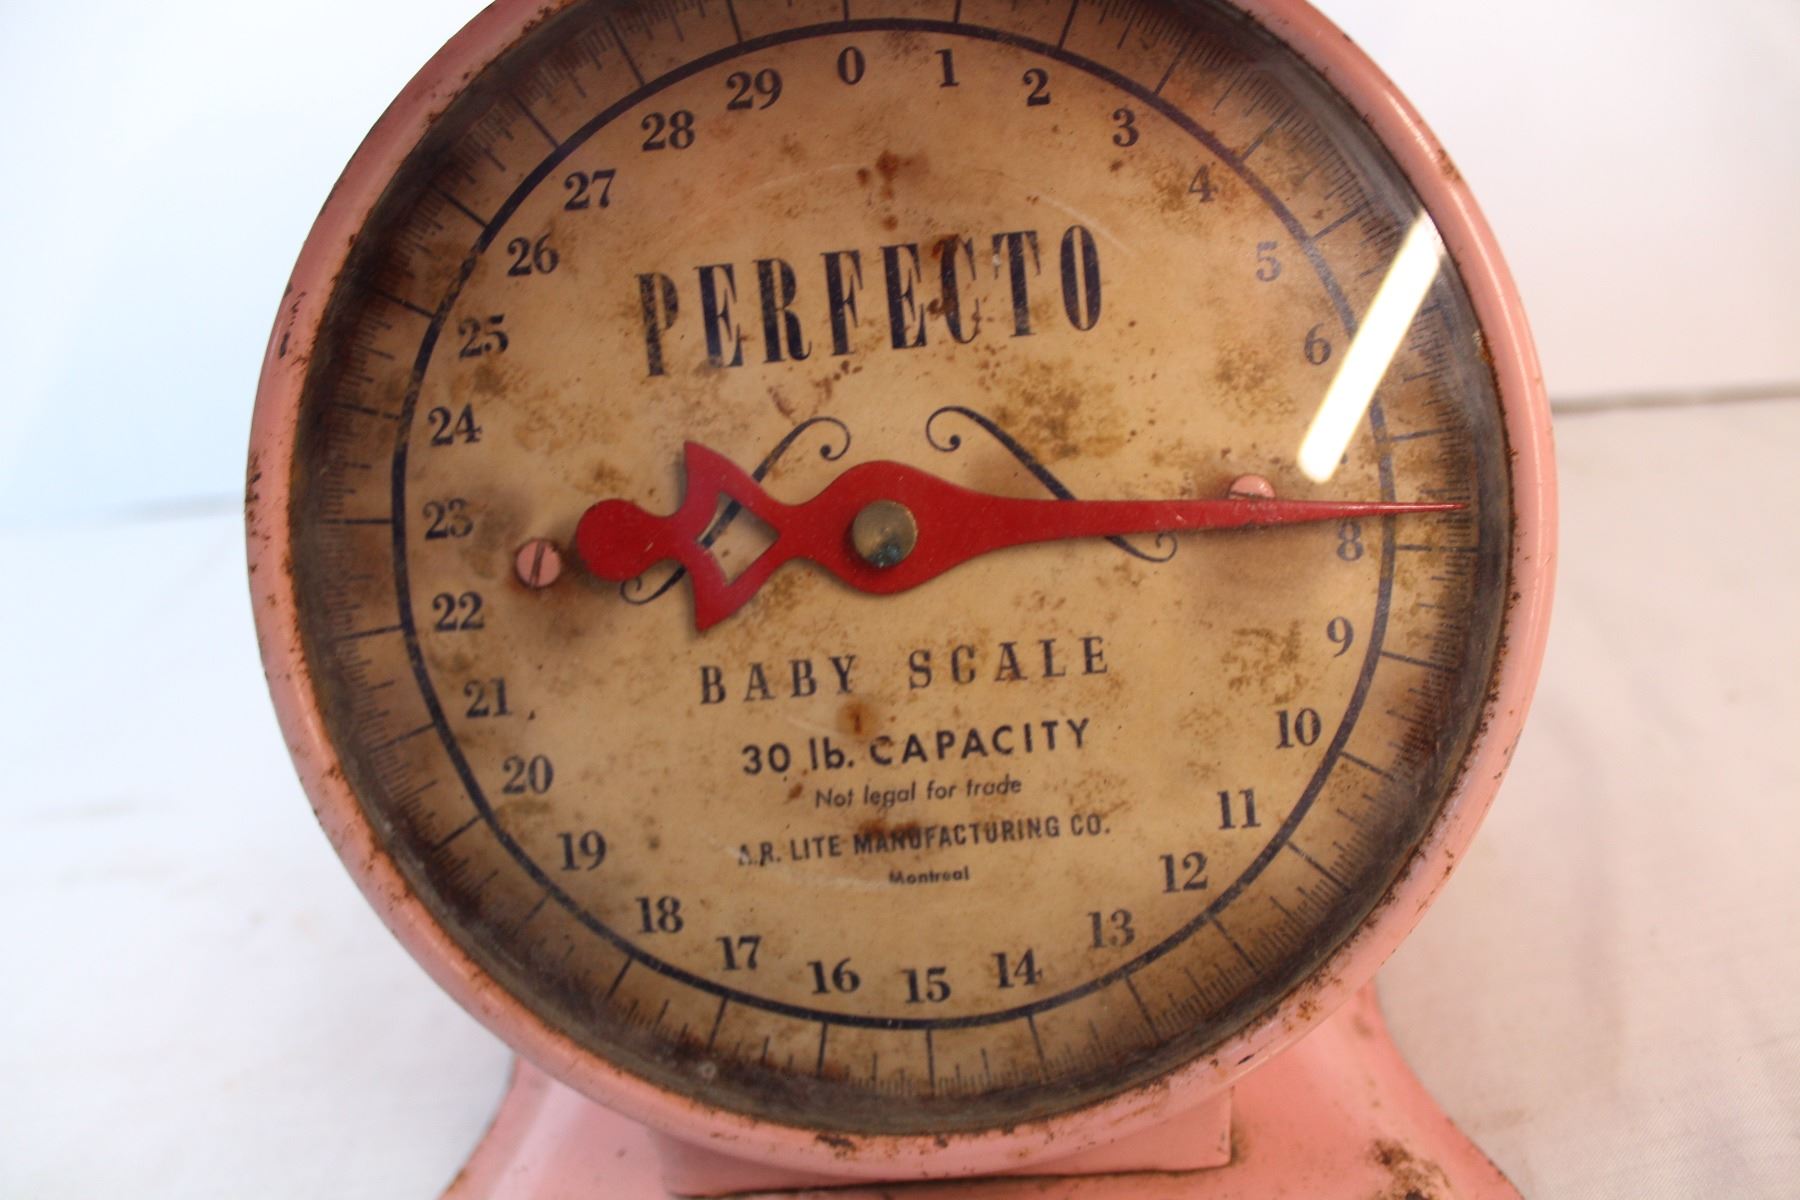 0 1 2 3 4 5 6 8 9 10 11 12 13 14 15 16 17 18 19 20 21 22 23 24 25 26 27 28 29
PERFECTO
BABY SCALE
30 lb. CAPACITY
Not legal for trade
A.R. LITE MANUFACTURING CO.
Montreal